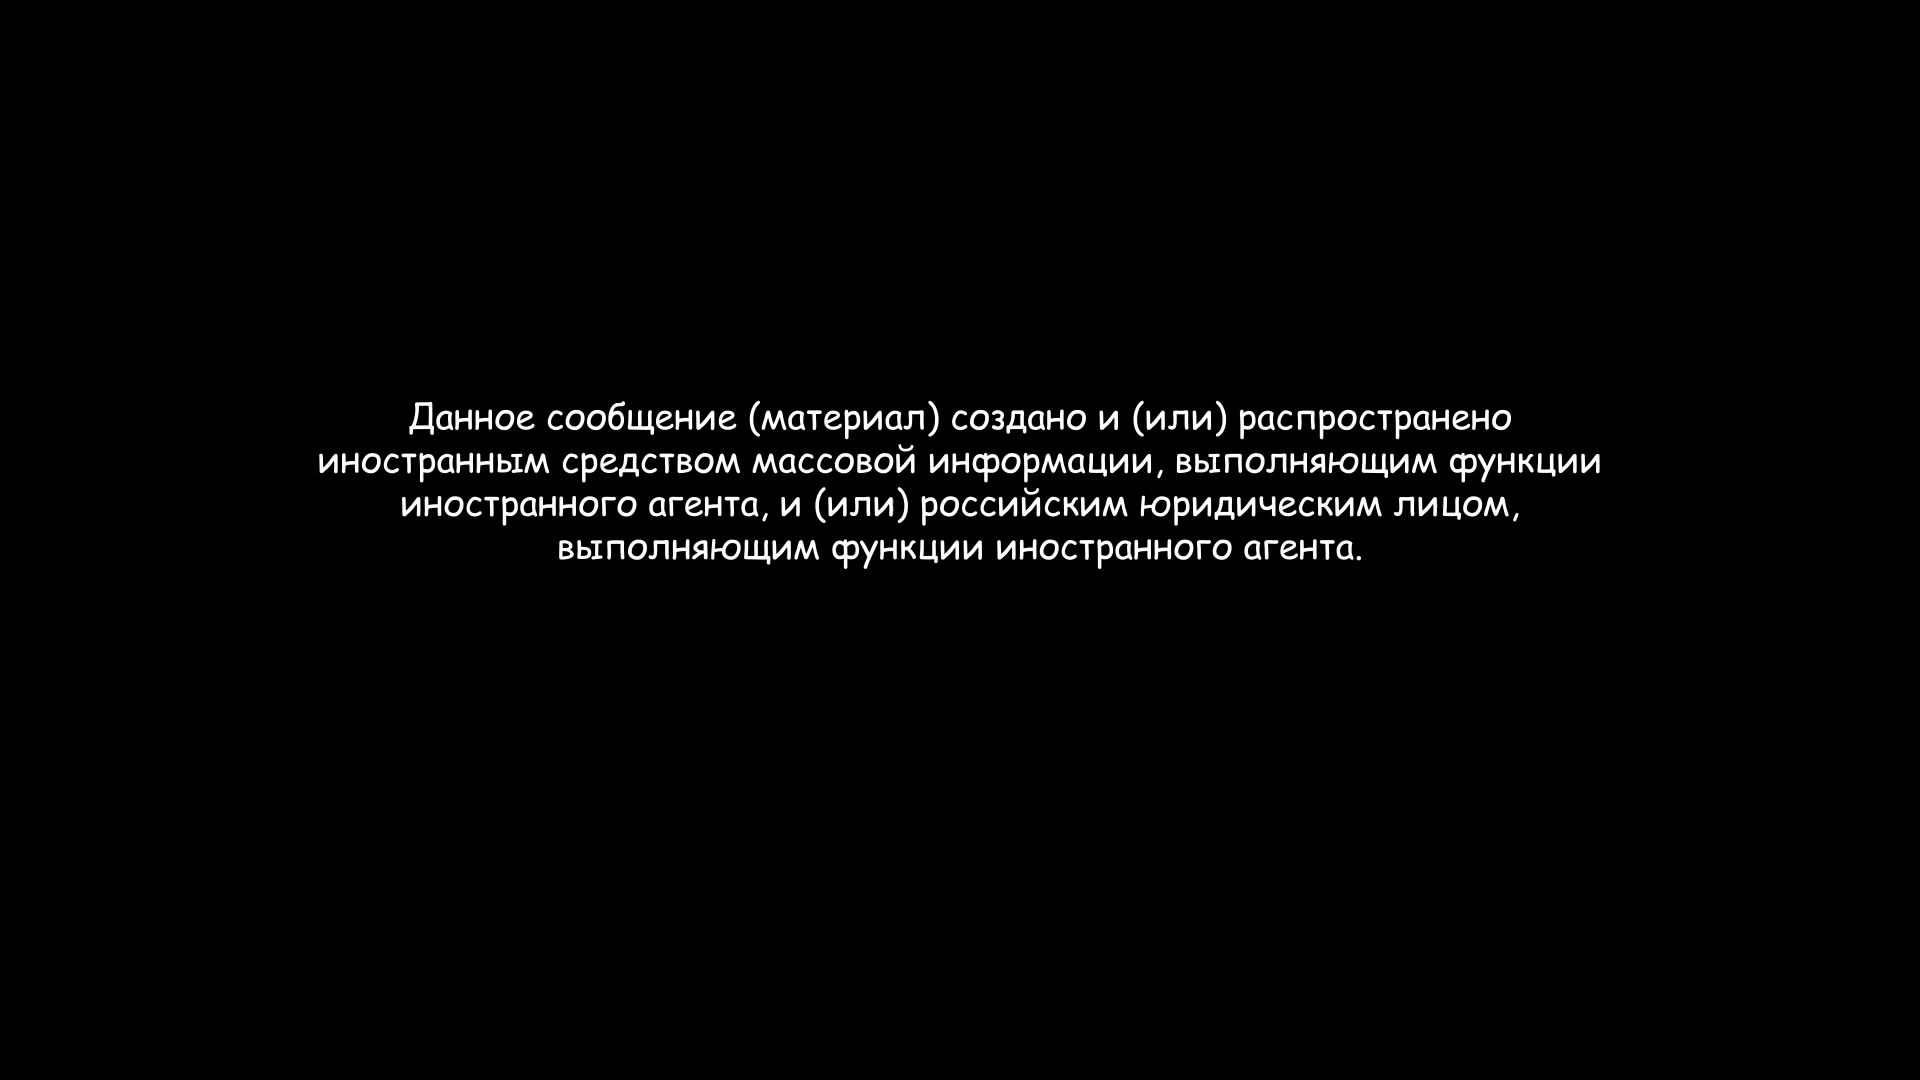 Данное сообщение (материал) создано и (или) распространено
иностранным средством массовой информации, выполняющим функции
иностранного агента, и (или) российским юридическим лицом,
выполняющим функции иностранного агента.